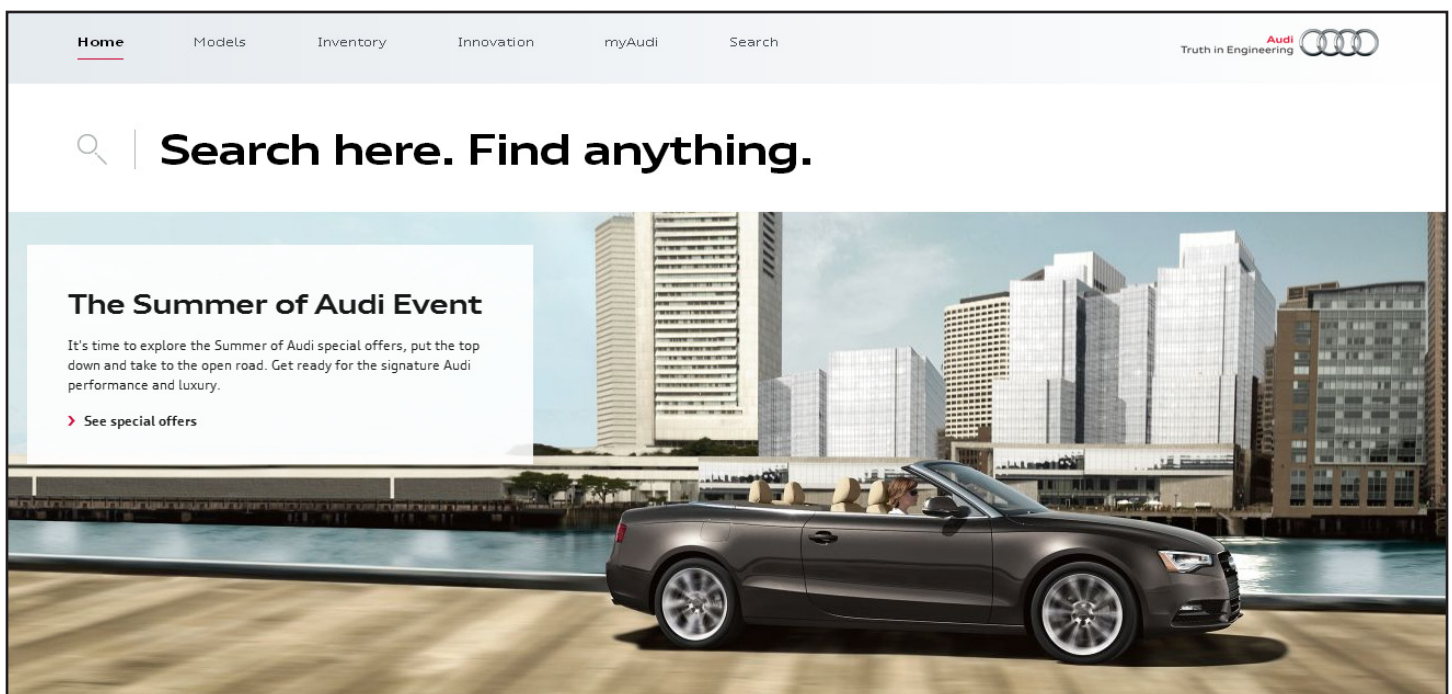 Home Models Inventory Innovation myAudi Search
Audi
Truth in Engineering
Search here. Find anything.
The Summer of Audi Event
It's time to explore the Summer of Audi special offers, put the top
down and take to the open road. Get ready for the signature Audi
performance and luxury.
See special offers